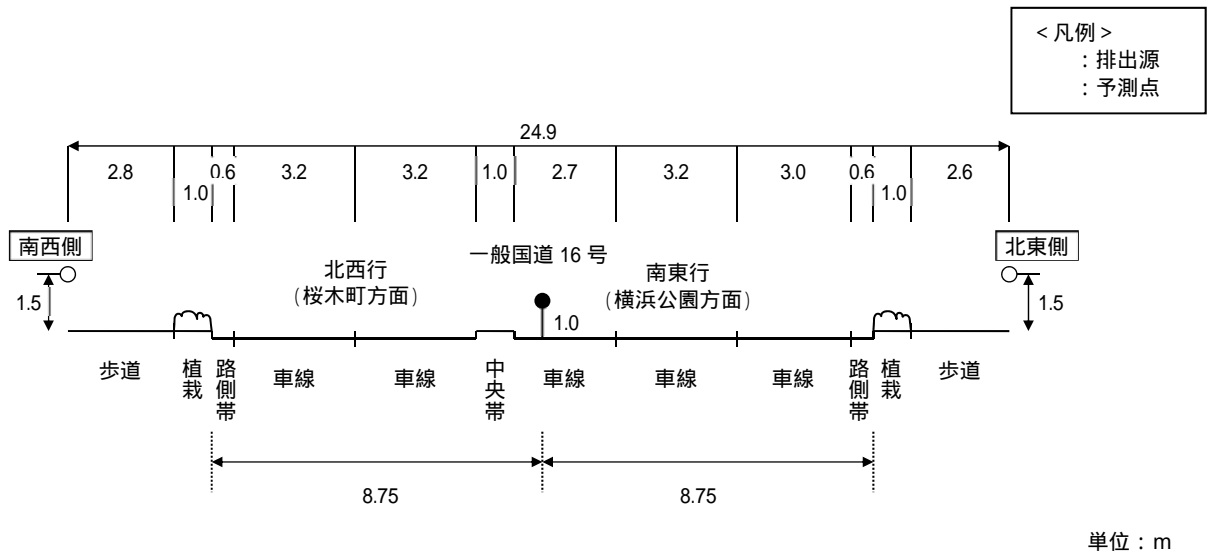 <凡例>
:排出源
:予測点
24.9
2.8
1.0
0.6
3.2
3.2
1.0
2.7
3.2
3.0
0.6
1.0
2.6
南西側
北東側
一般国道 16 号
北西行
(桜木町方面)
南東行
(横浜公園方面)
1.5
1.0
1.5
歩道
植栽
路側帯
車線
車線
中央帯
車線
車線
車線
路側帯
植栽
歩道
8.75
8.75
単位:m